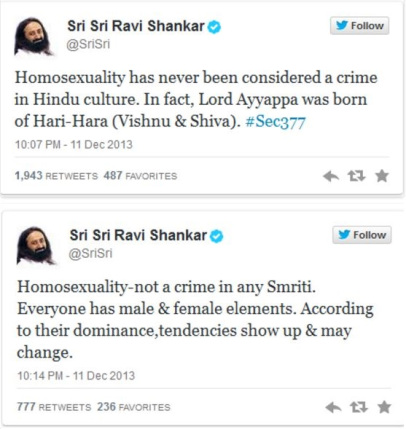 Sri Sri Ravi Shankar
Follow
@SriSri
Homosexuality has never been considered a crime
in Hindu culture. In fact, Lord Ayyappa was born
of Hari-Hara (Vishnu & Shiva). #Sec377
10:07 PM - 11 Dec 2013
1,943 RETWEETS 487 FAVORITES
Sri Sri Ravi Shankar
Follow
@SriSri
Homosexuality-not a crime in any Smriti.
Everyone has male & female elements. According
to their dominance,tendencies show up & may
change.
10:14 PM - 11 Dec 2013
777 RETWEETS 236 FAVORITES